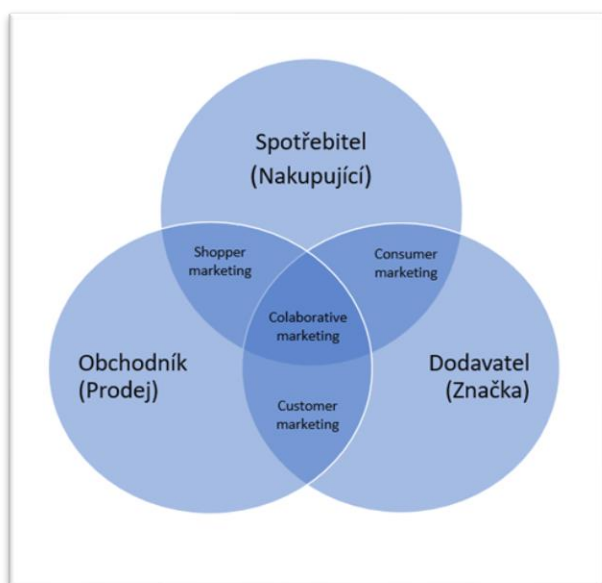 Spotřebitel
(Nakupující)
Shopper
marketing
Consumer
marketing
Colaborative
marketing
Obchodník
(Prodej)
Dodavatel
(Značka)
Customer
marketing